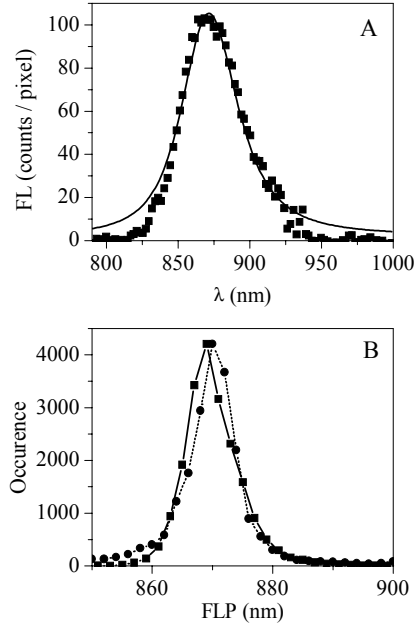 A
FL (counts / pixel)
100
80
60
40
20
0
800 850 900 950 1000
λ (nm)
B
Occurence
4000
3000
2000
1000
0
860 880 900
FLP (nm)